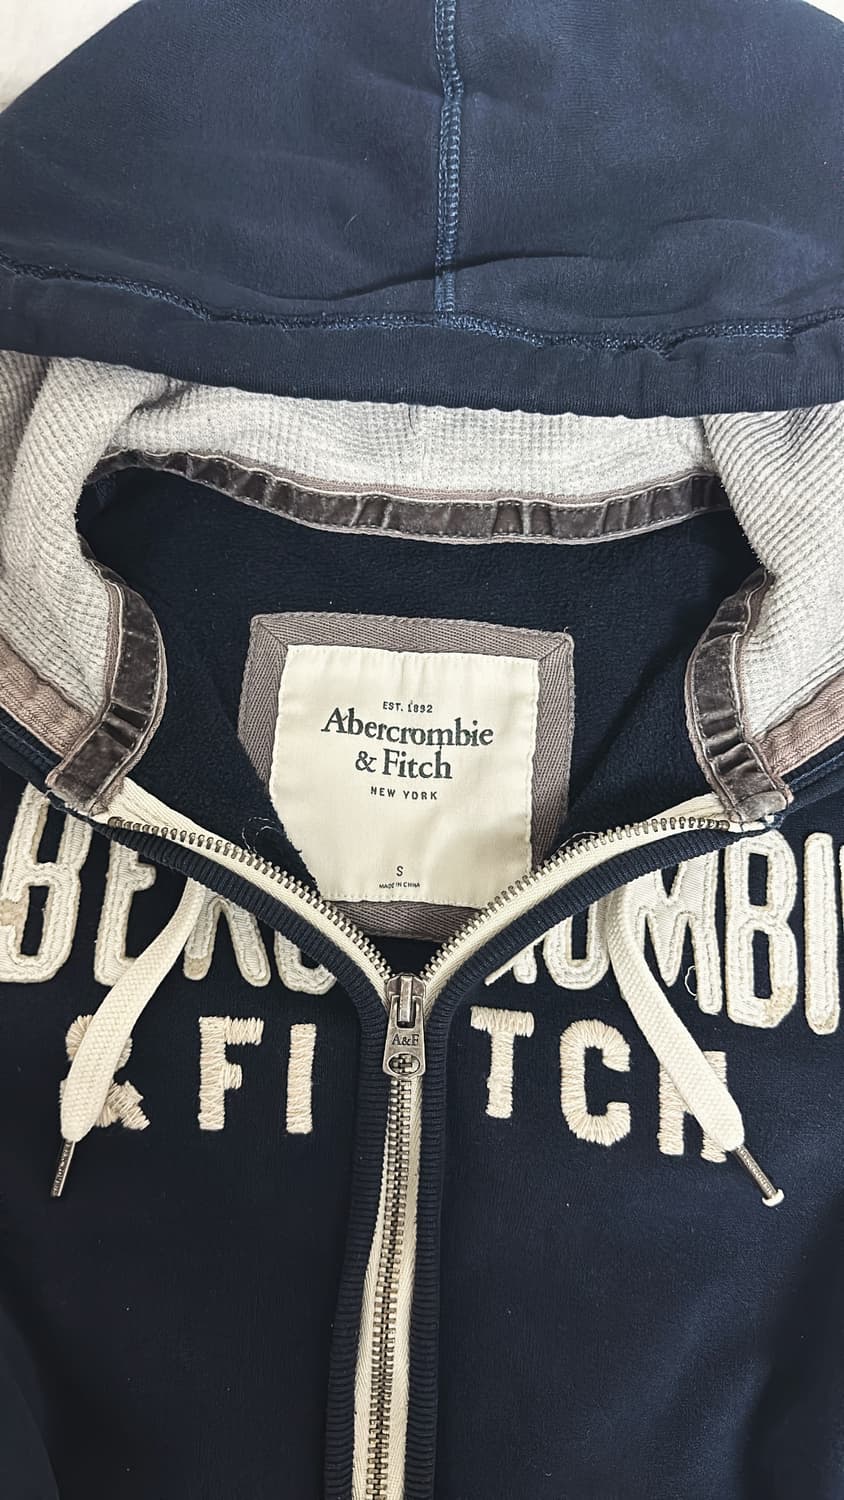 EST. 1892
Abercrombie
& Fitch
NEW YORK
S
MADE IN CHINA
A&F
& FITCH